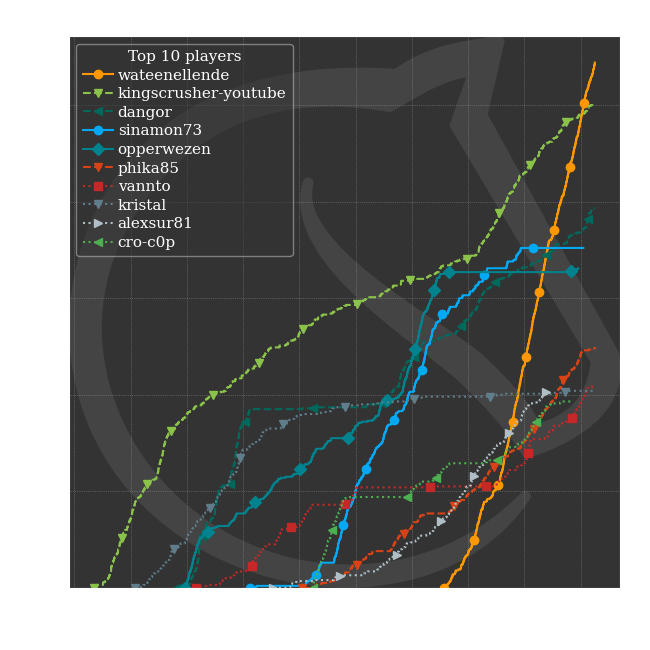 Top 10 players
wateenellende
kingscrusher-youtube
dangor
sinamon73
opperwezen
phika85
vannto
kristal
alexsur81
cro-c0p